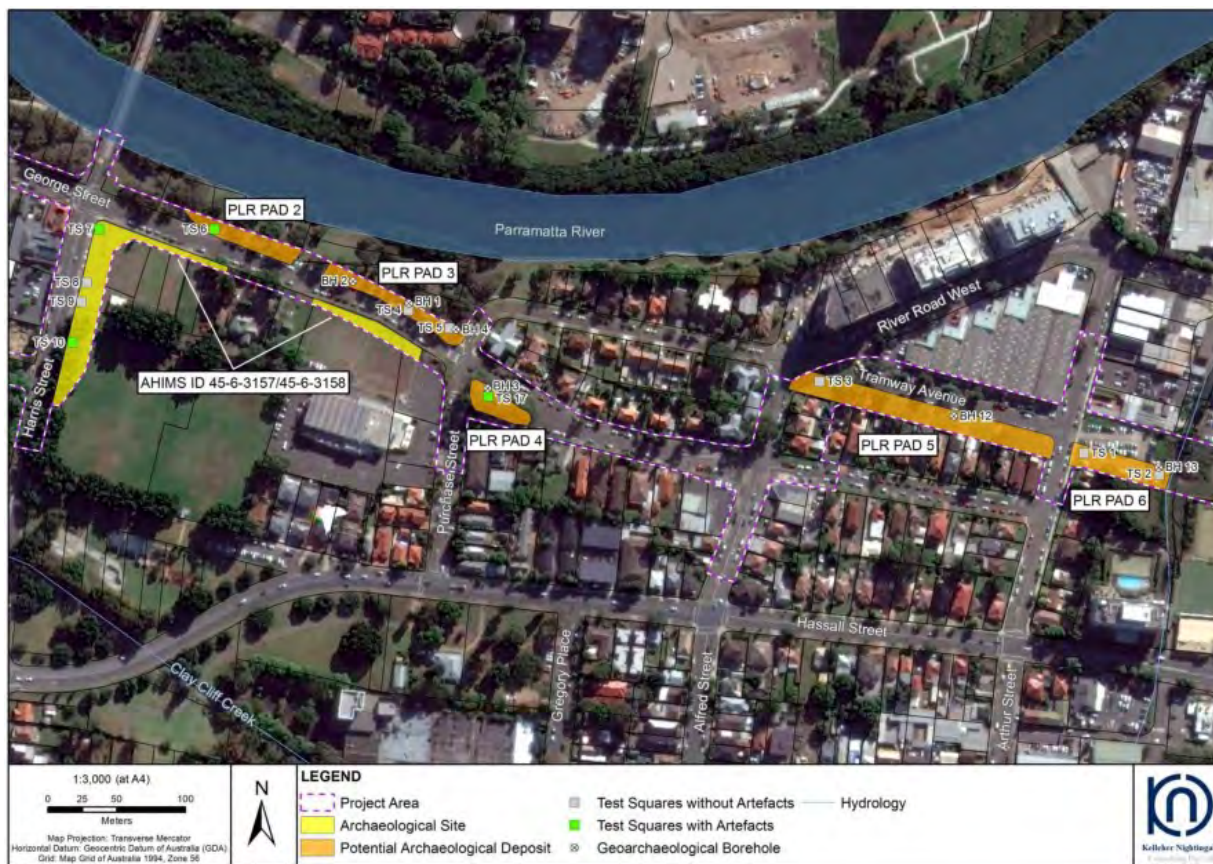 George Street
PLR PAD 2
TS 7
TS 6
Parramatta River
PLR PAD 3
BH 2
BH 1
TS 8
TS 4
TS 9
TS 5
BH 4
River Road West
TS 10
AHIMS ID 45-6-3157/45-6-3158
Harris Street
BH 3
TS 17
TS 3
Tramway Avenue
BH 12
PLR PAD 4
PLR PAD 5
TS 1
BH 13
TS 2
PLR PAD 6
Purchase Street
Hassall Street
Clay Cliff Creek
Gregory Place
Alfred Street
Arthur Street
1:3,000 (at A4)
0 25 50 100
Meters
Map Projection: Transverse Mercator
Horizontal Datum: Geocentric Datum of Australia (GDA)
Grid: Map Grid of Australia 1994, Zone 56
N
LEGEND
Project Area
Archaeological Site
Potential Archaeological Deposit
Test Squares without Artefacts
Test Squares with Artefacts
Geoarchaeological Borehole
Hydrology
Kelleher Nightingale